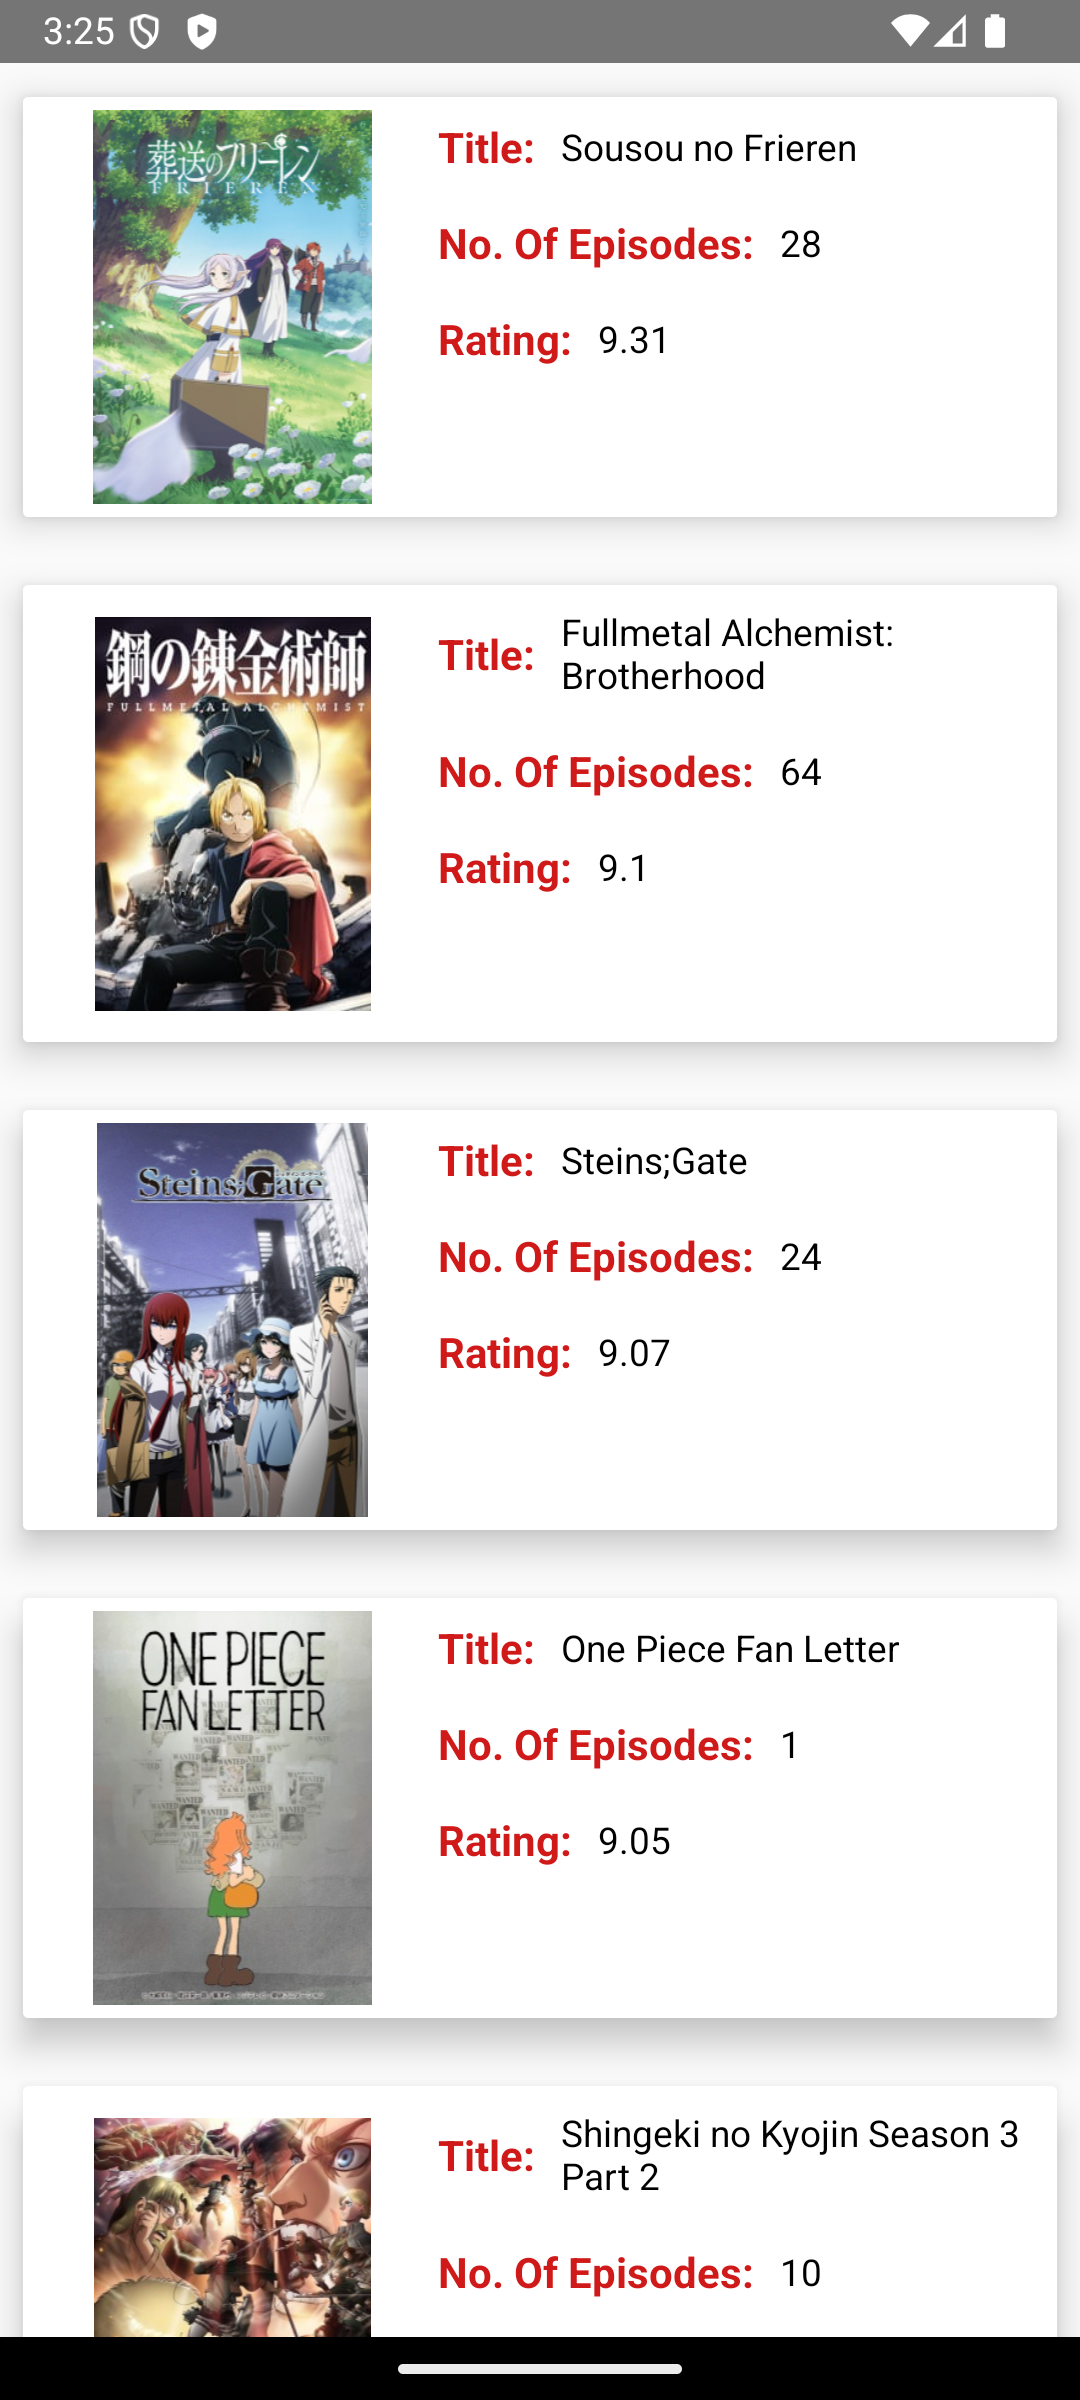 3:25
葬送のフリーレン
FRIEREN
Title: Sousou no Frieren
No. Of Episodes: 28
Rating: 9.31
鋼の錬金術師
FULLMETAL ALCHEMIST
Title: Fullmetal Alchemist:
Brotherhood
No. Of Episodes: 64
Rating: 9.1
Steins;Gate
Title: Steins;Gate
No. Of Episodes: 24
Rating: 9.07
ONE PIECE
FAN LETTER
WANTED
WANTED
WANTED
WANTED
Title: One Piece Fan Letter
No. Of Episodes: 1
Rating: 9.05
Title: Shingeki no Kyojin Season 3
Part 2
No. Of Episodes: 10